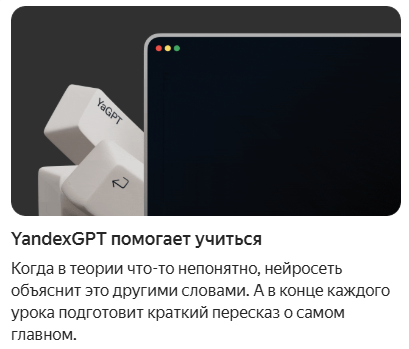 YaGPT
YandexGPT помогает учиться
Когда в теории что-то непонятно, нейросеть
объяснит это другими словами. А в конце каждого
урока подготовит краткий пересказ о самом
главном.